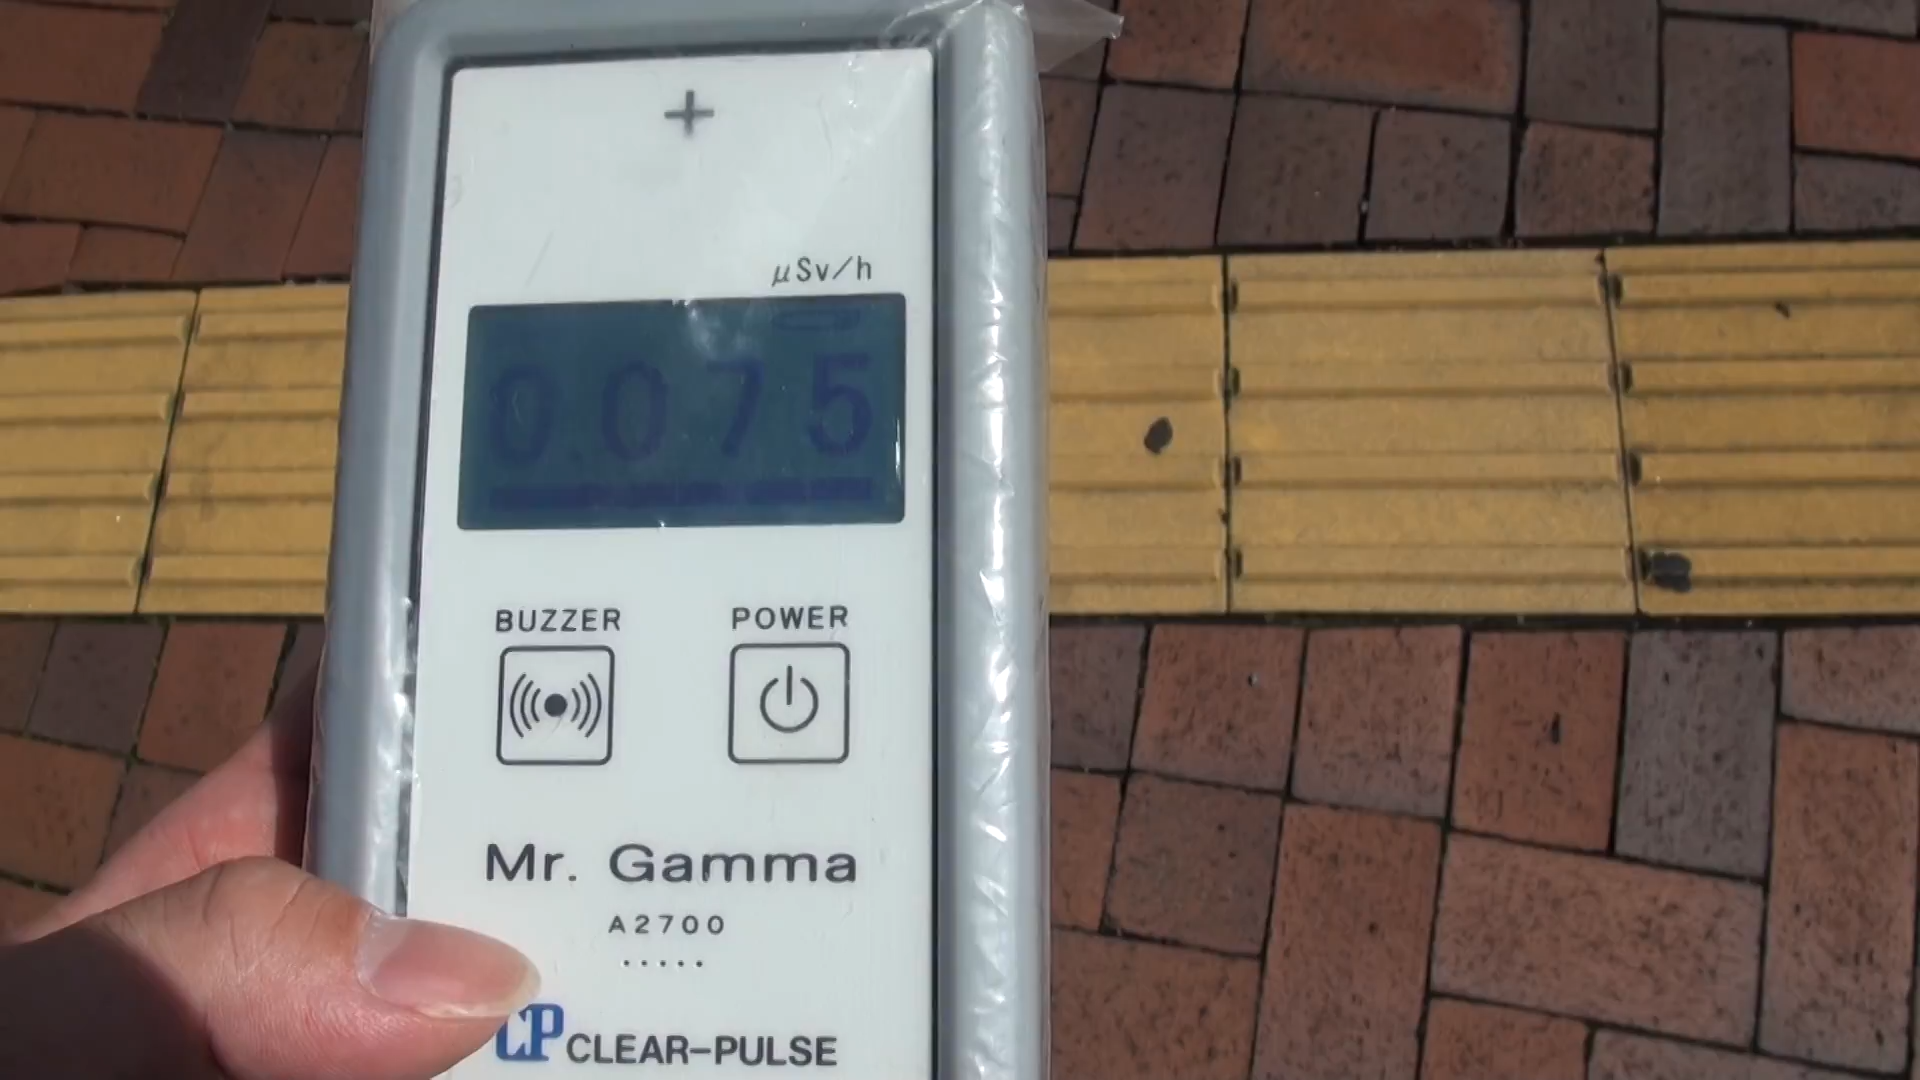 +
μSv/h
0.075
BUZZER POWER
Mr. Gamma
A2700
CP CLEAR-PULSE